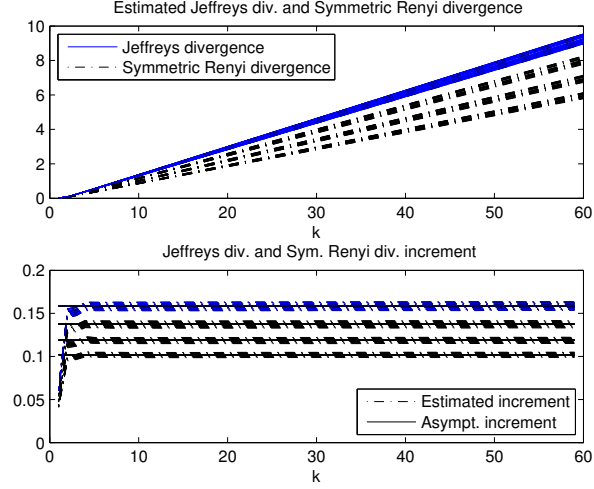 Estimated Jeffreys div. and Symmetric Renyi divergence
10
8
6
4
2
0
Jeffreys divergence
Symmetric Renyi divergence
0 10 20 30 40 50 60
k
Jeffreys div. and Sym. Renyi div. increment
0.2
0.15
0.1
0.05
0
Estimated increment
Asympt. increment
0 10 20 30 40 50 60
k